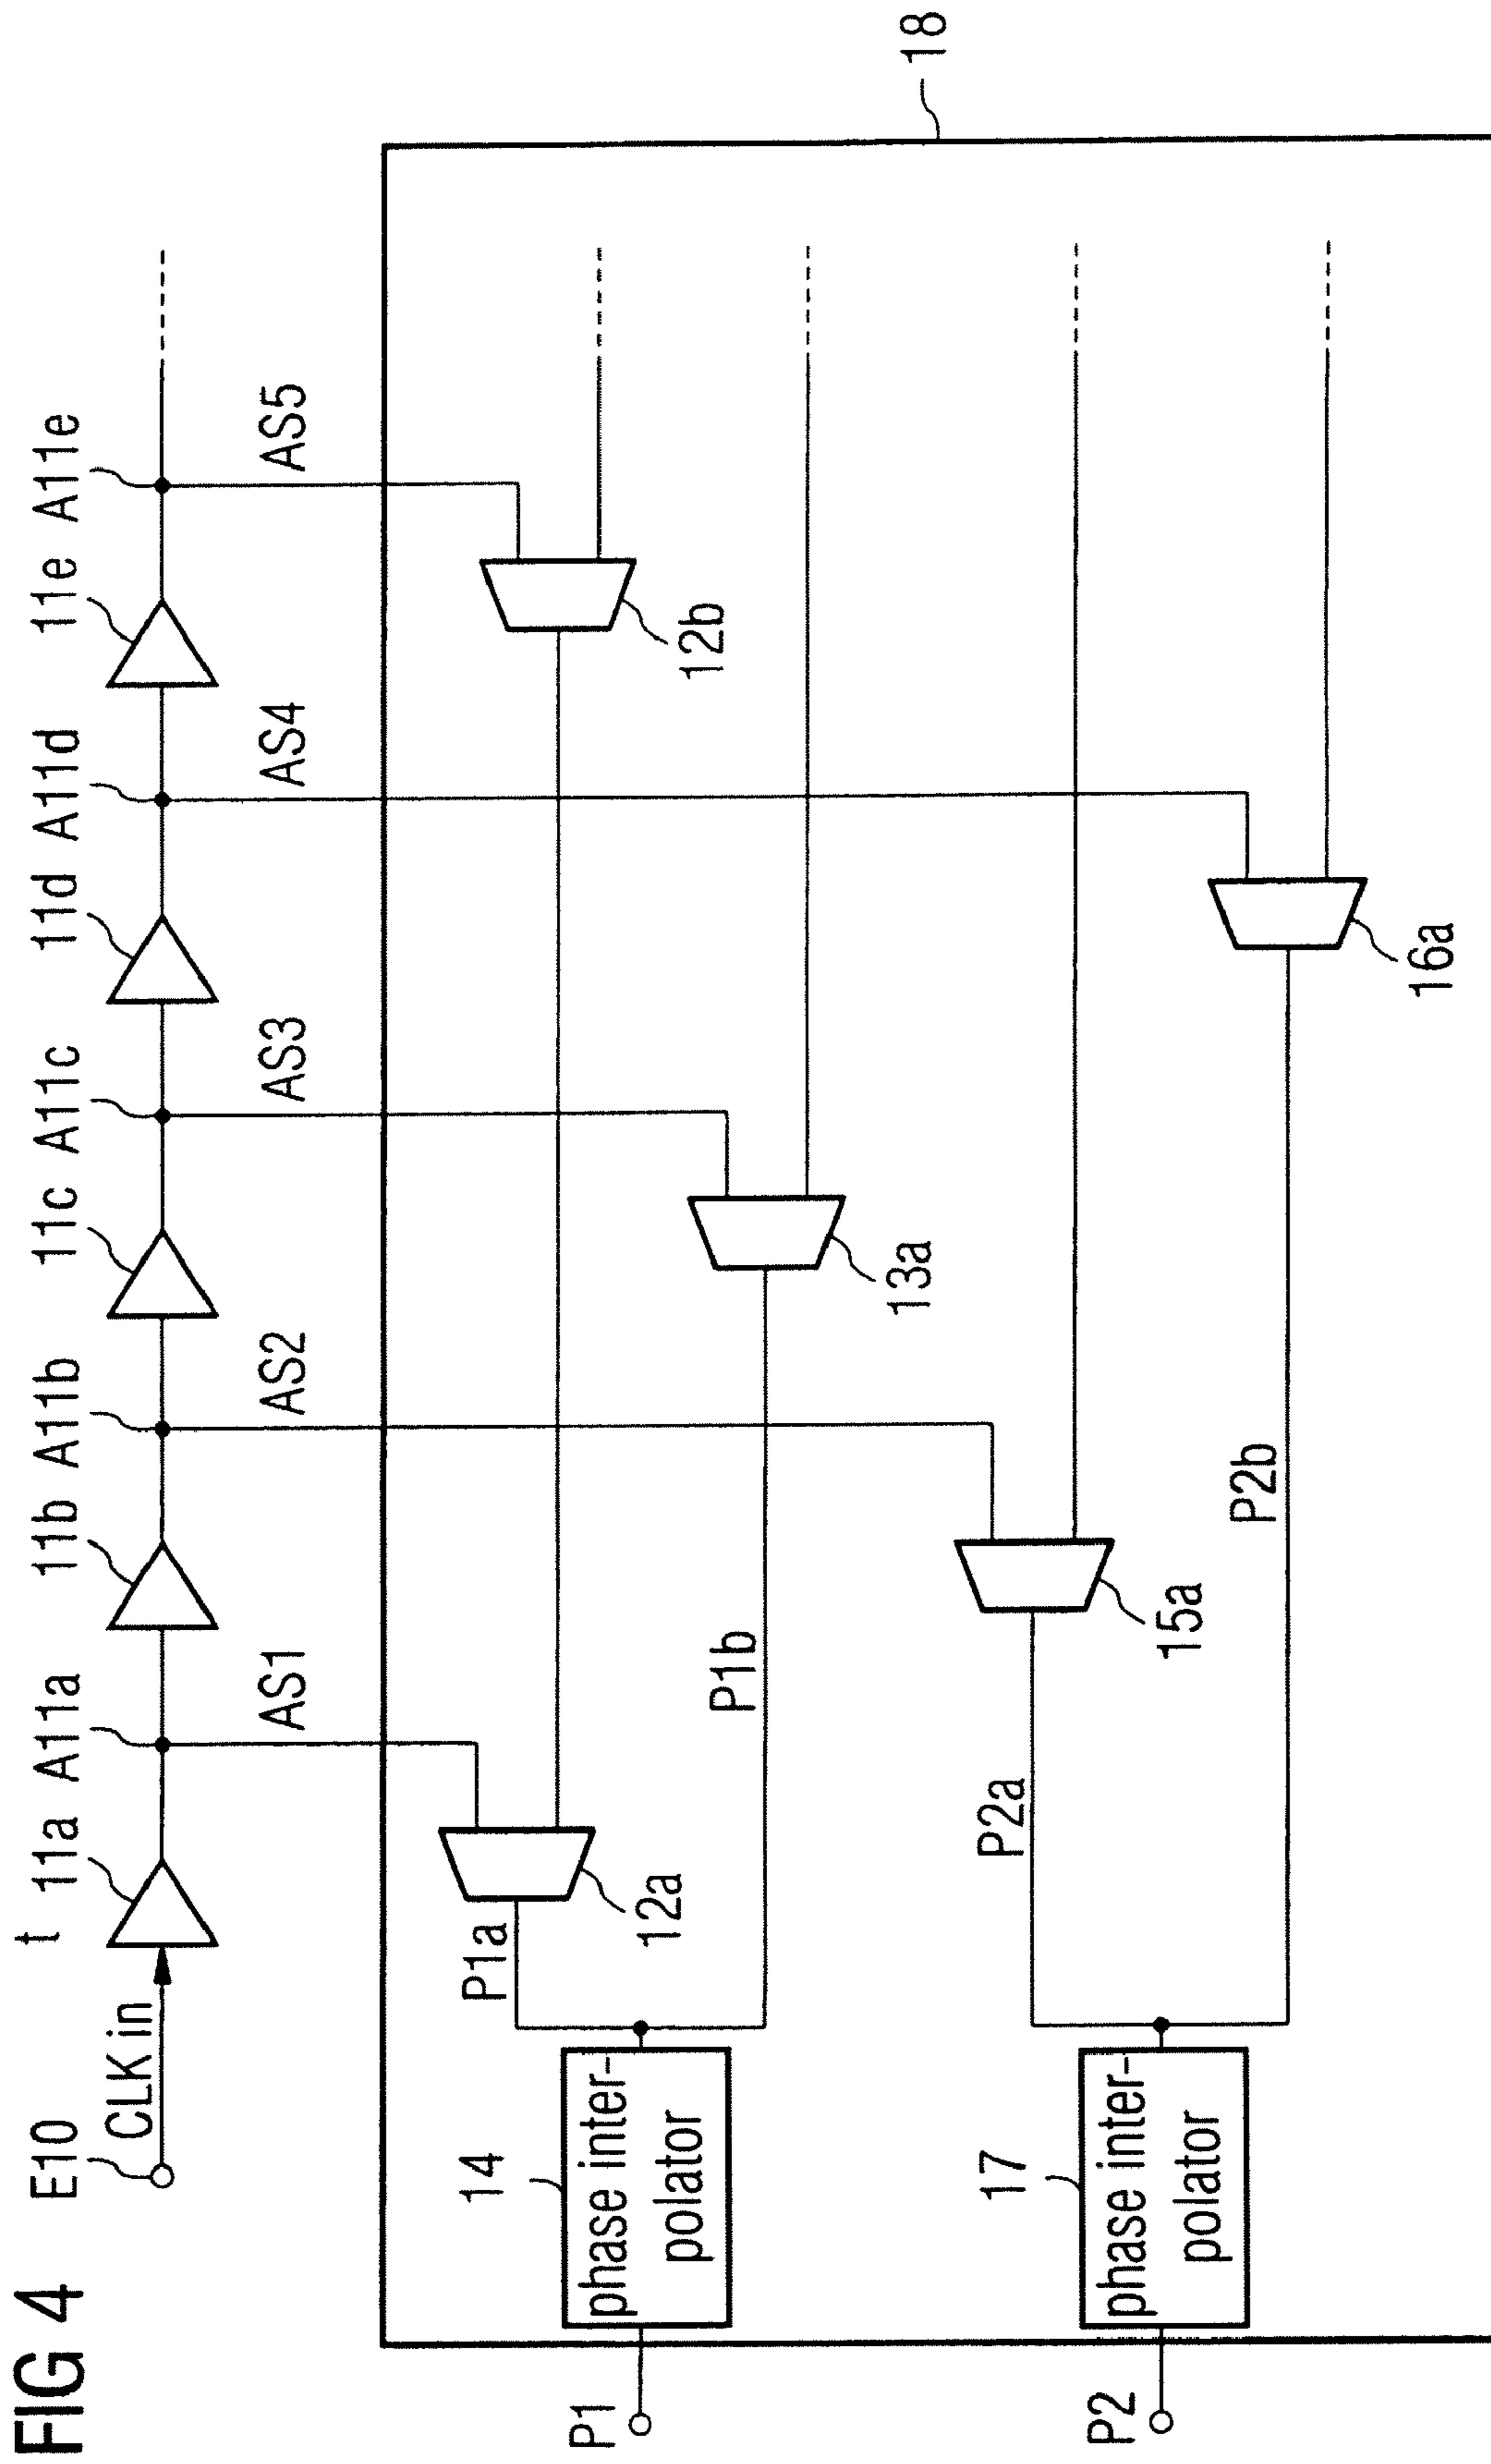 FIG 4
E10
t
11a
A11a
11b
A11b
11c
A11c
11d
A11d
11e
A11e
CLK in
AS1
AS2
AS3
AS4
AS5
18
14
phase inter-
polator
P1
P1a
12a
12b
P1b
13a
17
phase inter-
polator
P2
P2a
15a
P2b
16a